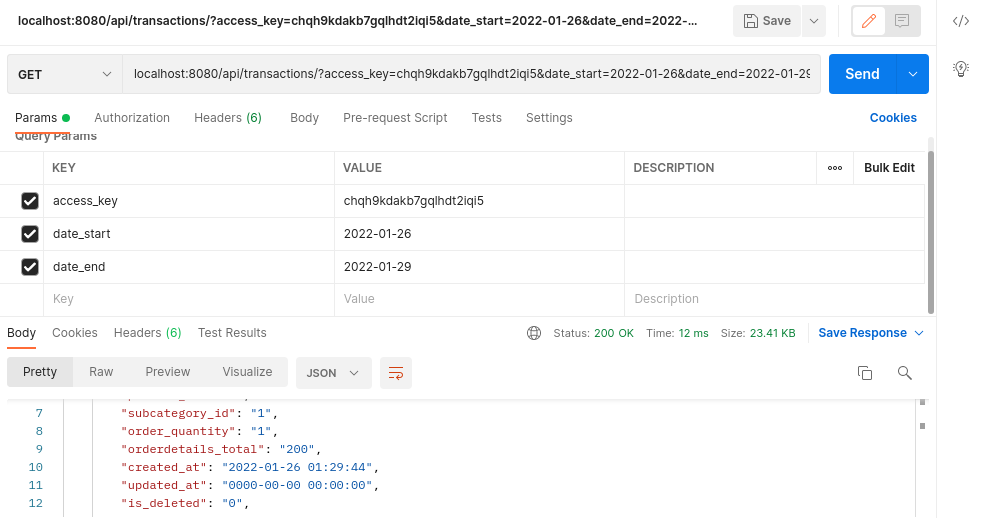 localhost:8080/api/transactions/?access_key=chqh9kdakb7gqlhdt2iqi5&date_start=2022-01-26&date_end=2022-...
Save
GET
localhost:8080/api/transactions/?access_key=chqh9kdakb7gqlhdt2iqi5&date_start=2022-01-26&date_end=2022-01-29
Send
Params Authorization Headers (6) Body Pre-request Script Tests Settings Cookies
Query Params
KEY VALUE DESCRIPTION ooo Bulk Edit
access_key chqh9kdakb7gqlhdt2iqi5
date_start 2022-01-26
date_end 2022-01-29
Key Value Description
Body Cookies Headers (6) Test Results Status: 200 OK Time: 12 ms Size: 23.41 KB Save Response
Pretty Raw Preview Visualize JSON
7 "subcategory_id": "1",
8 "order_quantity": "1",
9 "orderdetails_total": "200",
10 "created_at": "2022-01-26 01:29:44",
11 "updated_at": "0000-00-00 00:00:00",
12 "is_deleted": "0",